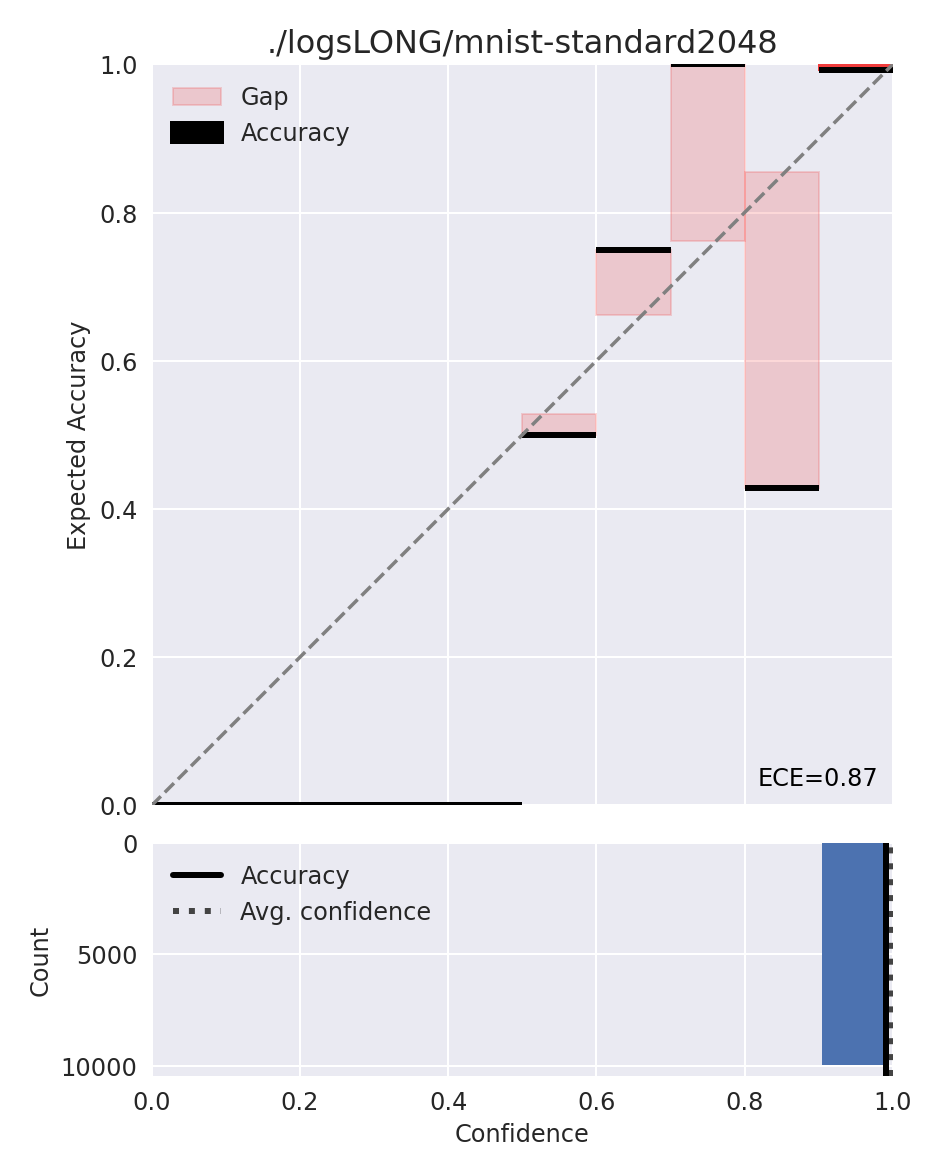 ./logsLONG/mnist-standard2048
1.0
0.8
0.6
0.4
0.2
0.0
Expected Accuracy
Gap
Accuracy
ECE=0.87
0
5000
10000
Count
Accuracy
Avg. confidence
0.0 0.2 0.4 0.6 0.8 1.0
Confidence